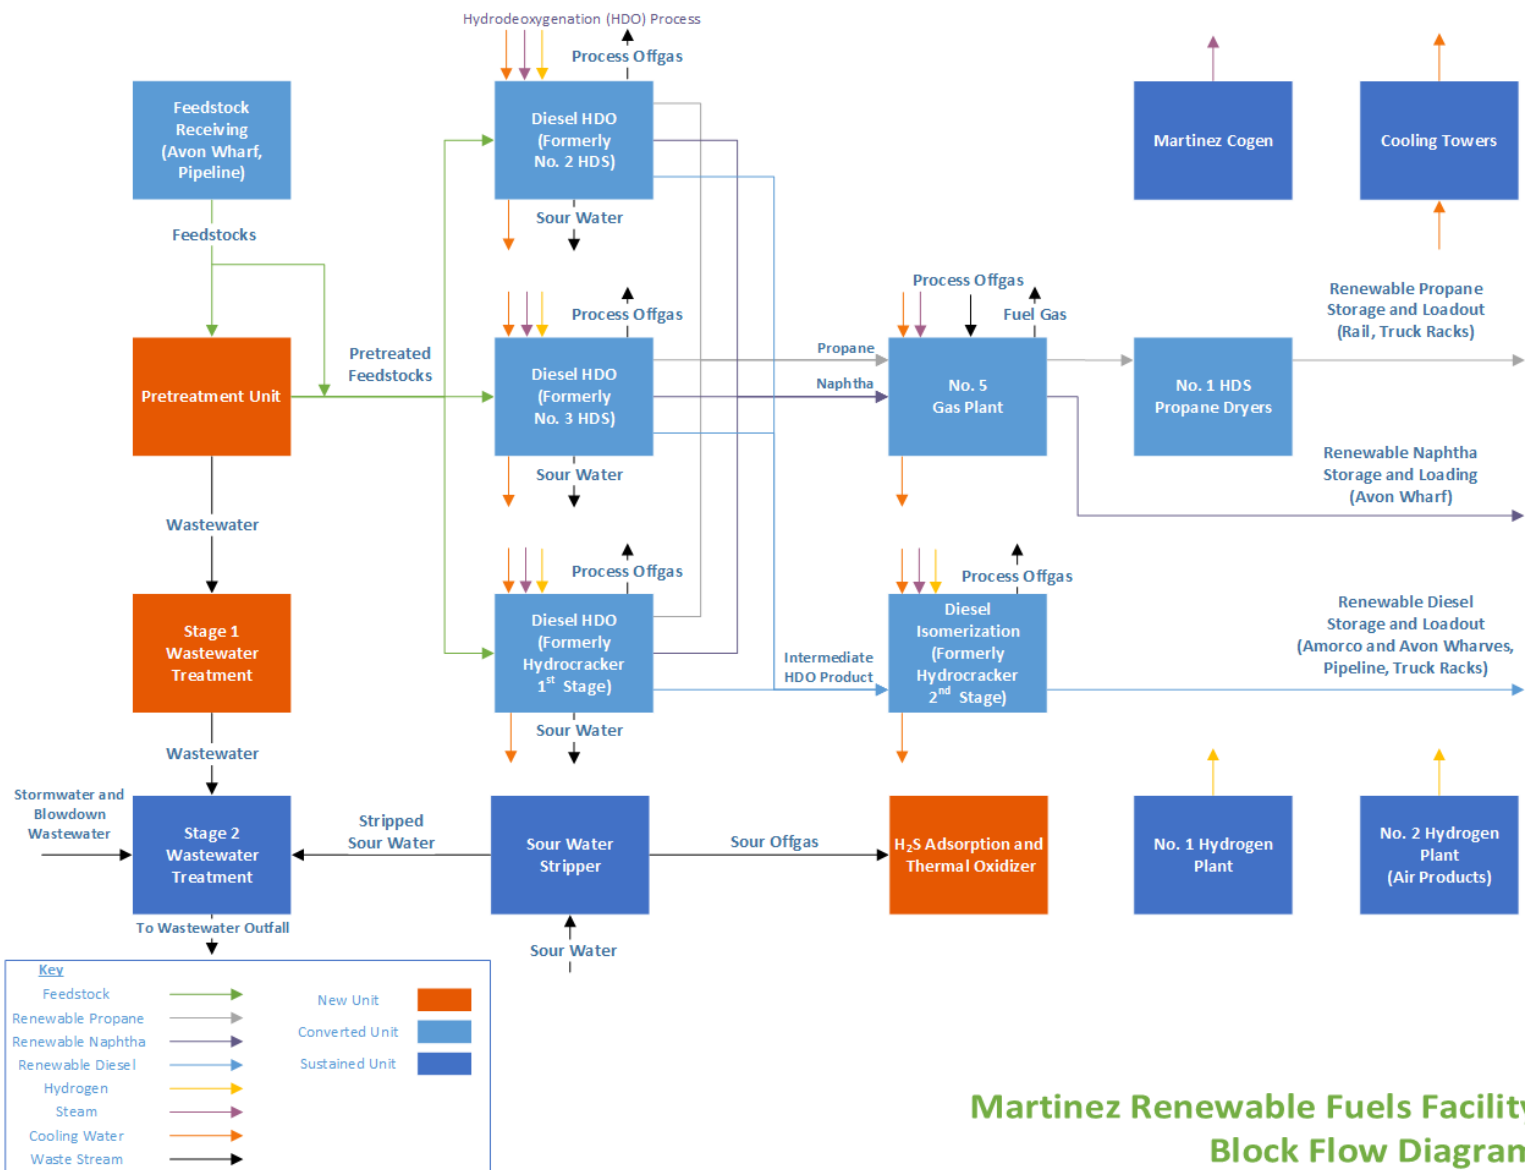 Hydrodeoxygenation (HDO) Process
Process Offgas
Feedstock
Receiving
(Avon Wharf,
Pipeline)
Diesel HDO
(Formerly
No. 2 HDS)
Martinez Cogen
Cooling Towers
Feedstocks
Sour Water
Process Offgas
Process Offgas
Fuel Gas
Renewable Propane
Storage and Loadout
(Rail, Truck Racks)
Pretreatment Unit
Pretreated
Feedstocks
Diesel HDO
(Formerly
No. 3 HDS)
Propane
Naphtha
No. 5
Gas Plant
No. 1 HDS
Propane Dryers
Renewable Naphtha
Storage and Loading
(Avon Wharf)
Sour Water
Wastewater
Process Offgas
Process Offgas
Stage 1
Wastewater
Treatment
Diesel HDO
(Formerly
Hydrocracker
1st Stage)
Intermediate
HDO Product
Diesel
Isomerization
(Formerly
Hydrocracker
2nd Stage)
Renewable Diesel
Storage and Loadout
(Amorco and Avon Wharves,
Pipeline, Truck Racks)
Sour Water
Wastewater
Stormwater and
Blowdown
Wastewater
Stage 2
Wastewater
Treatment
Stripped
Sour Water
Sour Water
Stripper
Sour Offgas
H2S Adsorption and
Thermal Oxidizer
No. 1 Hydrogen
Plant
No. 2 Hydrogen
Plant
(Air Products)
To Wastewater Outfall
Sour Water
Key
Feedstock
Renewable Propane
Renewable Naphtha
Renewable Diesel
Hydrogen
Steam
Cooling Water
Waste Stream
New Unit
Converted Unit
Sustained Unit
Martinez Renewable Fuels Facility
Block Flow Diagram